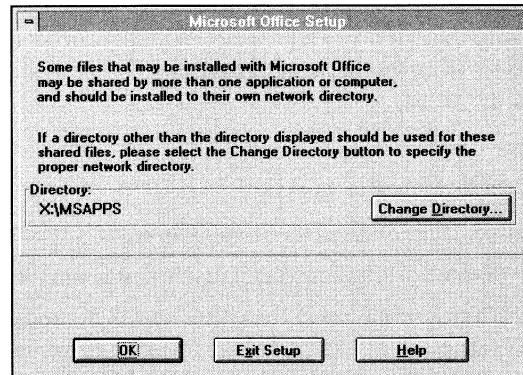 Microsoft Office Setup
Some files that may be installed with Microsoft Office
may be shared by more than one application or computer,
and should be installed to their own network directory.
If a directory other than the directory displayed should be used for these
shared files, please select the Change Directory button to specify the
proper network directory.
Directory:
X:\MSAPPS
Change Directory...
OK
Exit Setup
Help